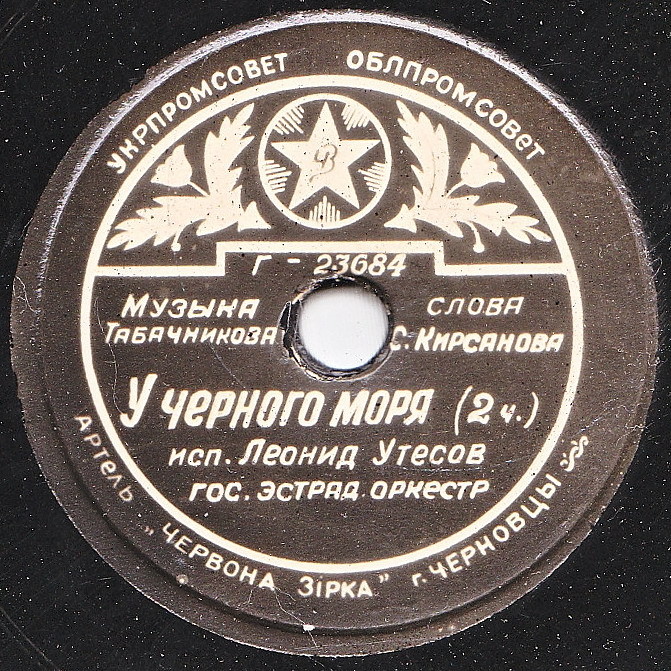 УКРПРОМСОВЕТ ОБЛПРОМСОВЕТ
В
Г - 23684
МУЗЫКА СЛОВА
ТАБАЧНИКОВА С. КИРСАНОВА
У ЧЕРНОГО МОРЯ (2 ч.)
исп. Леонид Утесов
гос. эстрад. оркестр
Артель „ЧЕРВОНА ЗІРКА" г. ЧЕРНОВЦЫ